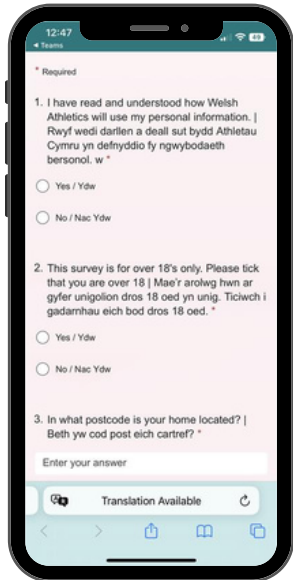 12:47
49
Teams
* Required
1. I have read and understood how Welsh
Athletics will use my personal information. |
Rwyf wedi darllen a deall sut bydd Athletau
Cymru yn defnyddio fy ngwybodaeth
bersonol. w *
Yes / Ydw
No / Nac Ydw
2. This survey is for over 18's only. Please tick
that you are over 18 | Mae'r arolwg hwn ar
gyfer unigolion dros 18 oed yn unig. Ticiwch i
gadarnhau eich bod dros 18 oed. *
Yes / Ydw
No / Nac Ydw
3. In what postcode is your home located? |
Beth yw cod post eich cartref? *
Enter your answer
Translation Available